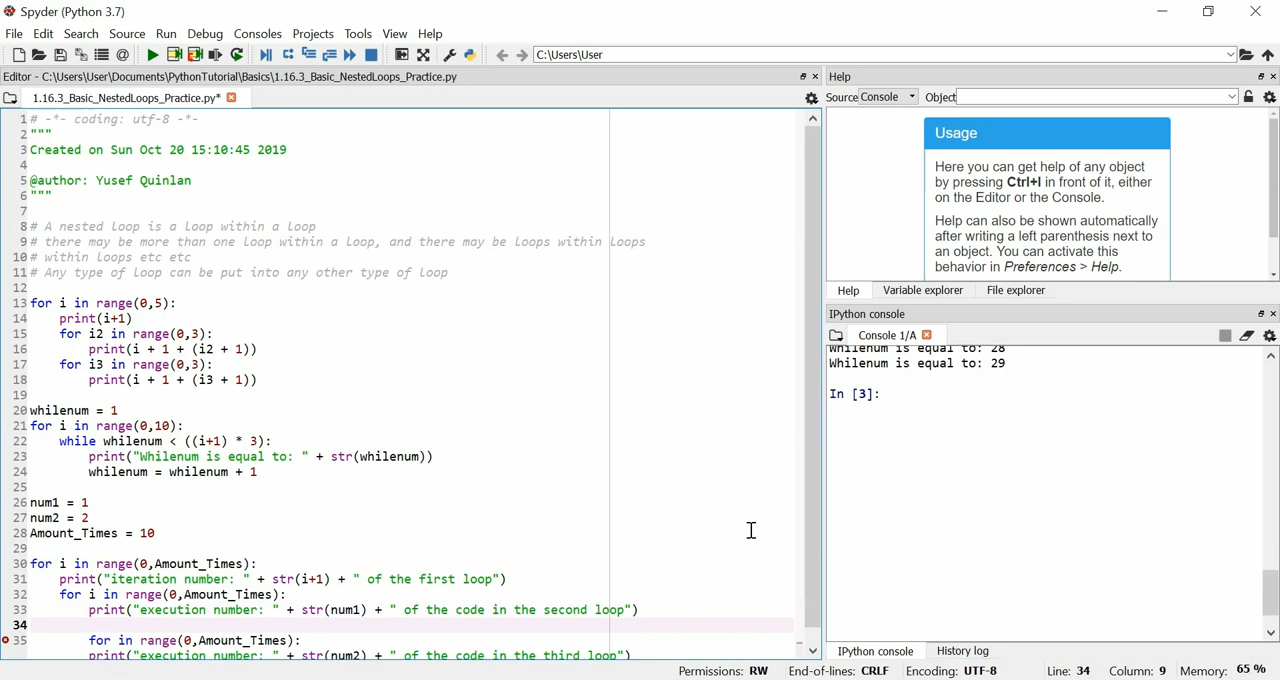 Spyder (Python 3.7)
File Edit Search Source Run Debug Consoles Projects Tools View Help
C:\Users\User
Editor - C:\Users\User\Documents\PythonTutorial\Basics\1.16.3_Basic_NestedLoops_Practice.py
1.16.3_Basic_NestedLoops_Practice.py*
1 # -*- coding: utf-8 -*-
2 """
3 Created on Sun Oct 20 15:10:45 2019
4
5 @author: Yusef Quinlan
6 """
7
8 # A nested loop is a loop within a loop
9 # there may be more than one loop within a loop, and there may be loops within loops
10 # within loops etc etc
11 # Any type of loop can be put into any other type of loop
12
13 for i in range(0,5):
14     print(i+1)
15     for i2 in range(0,3):
16         print(i + 1 + (i2 + 1))
17     for i3 in range(0,3):
18         print(i + 1 + (i3 + 1))
19
20 whilenum = 1
21 for i in range(0,10):
22     while whilenum < ((i+1) * 3):
23         print("Whilenum is equal to: " + str(whilenum))
24         whilenum = whilenum + 1
25
26 num1 = 1
27 num2 = 2
28 Amount_Times = 10
29
30 for i in range(0,Amount_Times):
31     print("iteration number: " + str(i+1) + " of the first loop")
32     for i in range(0,Amount_Times):
33         print("execution number: " + str(num1) + " of the code in the second loop")
34
35         for in range(0,Amount_Times):
        print("execution number: " + str(num2) + " of the code in the third loop")
Help
Source Console Object
Usage
Here you can get help of any object
by pressing Ctrl+I in front of it, either
on the Editor or the Console.
Help can also be shown automatically
after writing a left parenthesis next to
an object. You can activate this
behavior in Preferences > Help.
Help Variable explorer File explorer
IPython console
Console 1/A
Whilenum is equal to: 28
Whilenum is equal to: 29
In [3]:
IPython console History log
Permissions: RW End-of-lines: CRLF Encoding: UTF-8 Line: 34 Column: 9 Memory: 65 %